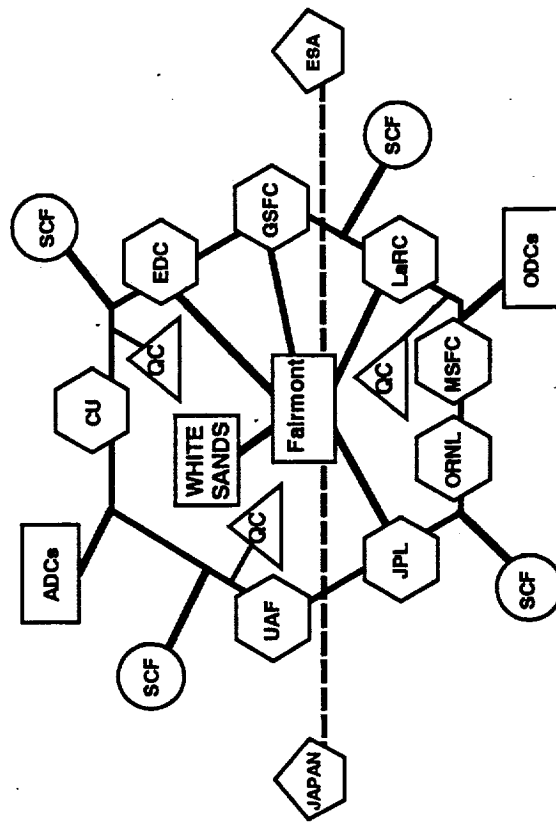 ADCs
SCF
CU
QC
SCF
EDC
WHITE
SANDS
QC
UAF
GSFC
Fairmont
JAPAN
ESA
JPL
QC
LaRC
SCF
ORNL
MSFC
SCF
ODCs